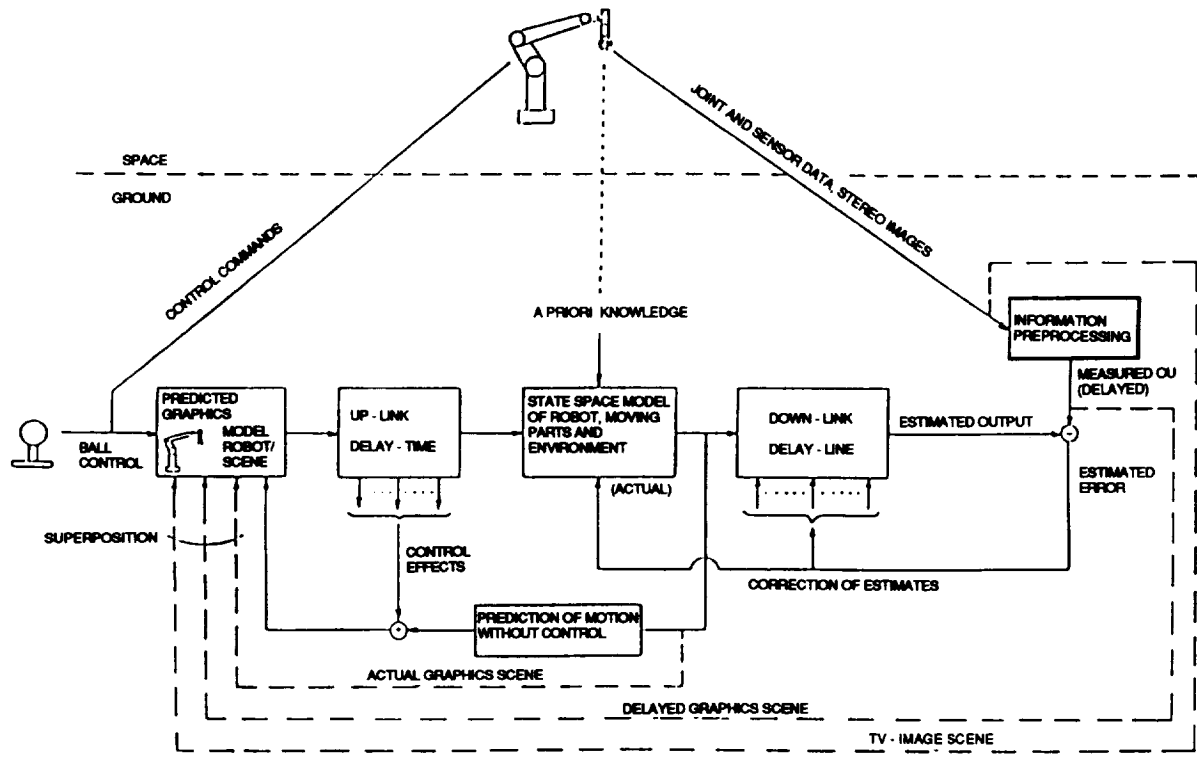 JOINT AND SENSOR DATA, STEREO IMAGES
SPACE
GROUND
CONTROL COMMANDS
A PRIORI KNOWLEDGE
INFORMATION
PREPROCESSING
MEASURED OU
(DELAYED)
PREDICTED
GRAPHICS
MODEL
ROBOT/
SCENE
BALL
CONTROL
UP - LINK
DELAY - TIME
STATE SPACE MODEL
OF ROBOT, MOVING
PARTS AND
ENVIRONMENT
(ACTUAL)
DOWN - LINK
DELAY - LINE
ESTIMATED OUTPUT
ESTIMATED
ERROR
SUPERPOSITION
CONTROL
EFFECTS
CORRECTION OF ESTIMATES
PREDICTION OF MOTION
WITHOUT CONTROL
ACTUAL GRAPHICS SCENE
DELAYED GRAPHICS SCENE
TV - IMAGE SCENE